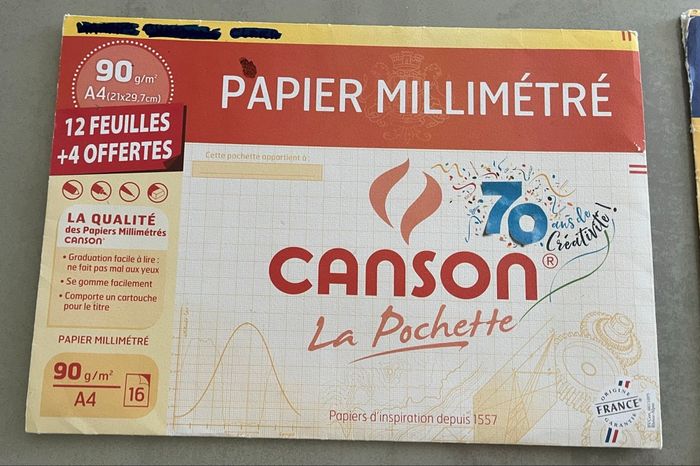 90 g/m²
A4 (21x29,7cm)
12 FEUILLES
+4 OFFERTES
PAPIER MILLIMÉTRÉ
Cette pochette appartient à :
LA QUALITÉ
des Papiers Millimétrés
CANSON®
• Graduation facile à lire :
ne fait pas mal aux yeux
• Se gomme facilement
• Comporte un cartouche
pour le titre
PAPIER MILLIMÉTRÉ
90 g/m²
A4
16
70
ans de
Créativité !
CANSON®
La Pochette
Papiers d'inspiration depuis 1557
ORIGINE
FRANCE
GARANTIE